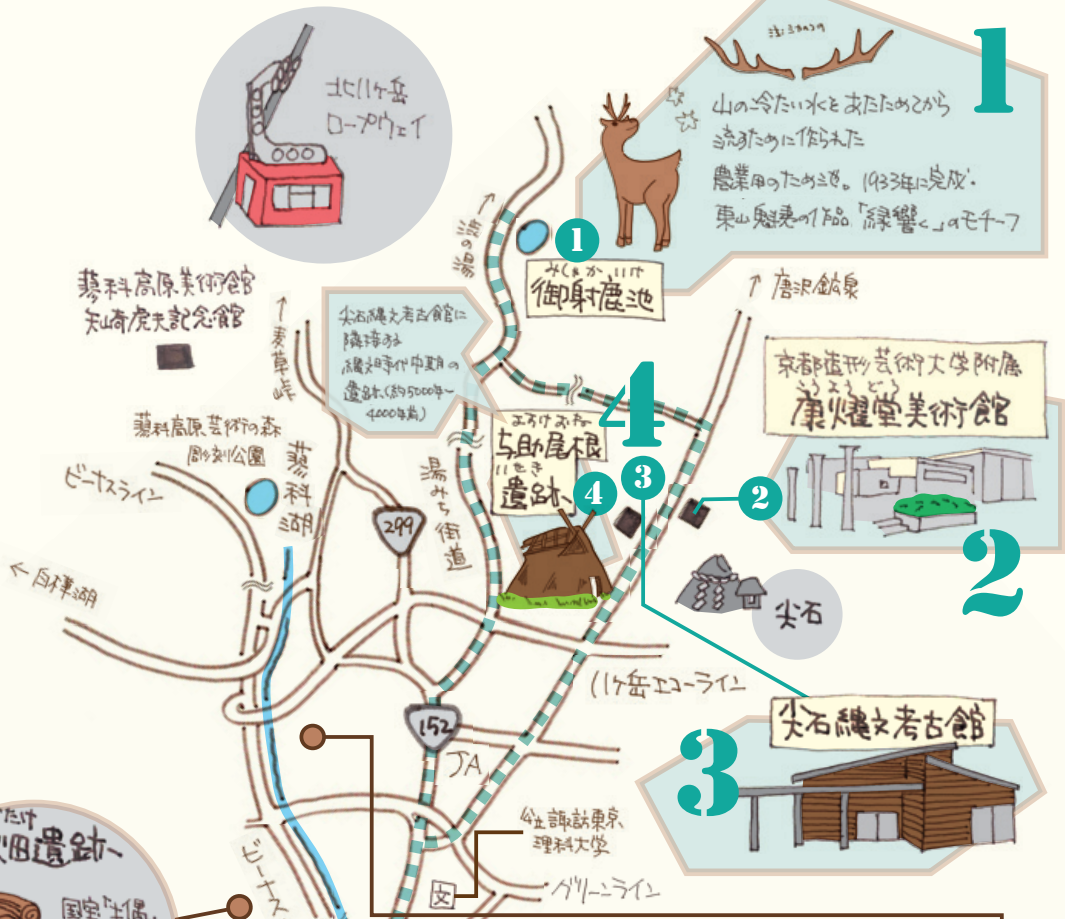 北八ヶ岳
ロープウェイ
1
山の冷たい水をあたためてから
流すために作られた
農業用のため池。1933年に完成。
東山魁夷の作品「緑響く」のモチーフ
湯の湖→
1
みしゃかいけ
御射鹿池
蓼科高原美術館
矢崎虎夫記念館
→麦草峠
尖石縄文考古館に
隣接する
縄文時代中期の
遺跡(約5000年〜
4000年前)
→唐沢鉱泉
京都造形芸術大学附属
こうようどう
康耀堂美術館
2
2
4
よすけおね
与助尾根
いせき
遺跡
4
3
蓼科高原芸術の森
彫刻公園
蓼科湖
ビーナスライン
299
湯みち街道
←白樺湖
尖石
八ヶ岳エコーライン
尖石縄文考古館
3
152
JA
公立諏訪東京
理科大学
文
グリーンライン
ビーナス
たけ
田遺跡
国宝「土偶」